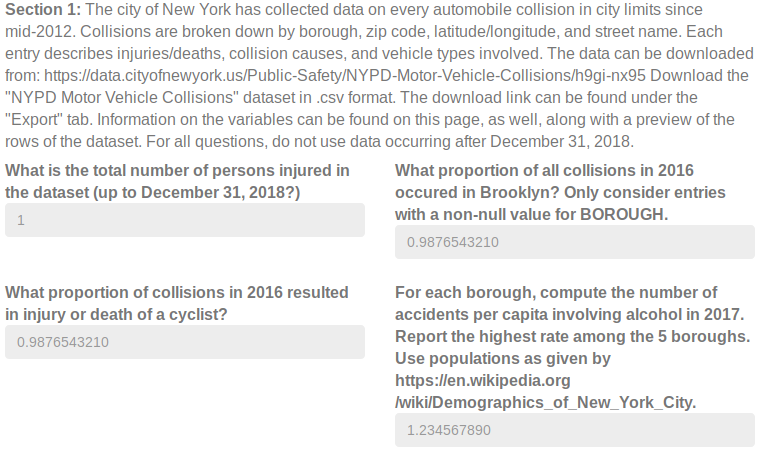 Section 1: The city of New York has collected data on every automobile collision in city limits since
mid-2012. Collisions are broken down by borough, zip code, latitude/longitude, and street name. Each
entry describes injuries/deaths, collision causes, and vehicle types involved. The data can be downloaded
from: https://data.cityofnewyork.us/Public-Safety/NYPD-Motor-Vehicle-Collisions/h9gi-nx95 Download the
"NYPD Motor Vehicle Collisions" dataset in .csv format. The download link can be found under the
"Export" tab. Information on the variables can be found on this page, as well, along with a preview of the
rows of the dataset. For all questions, do not use data occurring after December 31, 2018.
What is the total number of persons injured in
the dataset (up to December 31, 2018?)
1
What proportion of all collisions in 2016
occured in Brooklyn? Only consider entries
with a non-null value for BOROUGH.
0.9876543210
What proportion of collisions in 2016 resulted
in injury or death of a cyclist?
0.9876543210
For each borough, compute the number of
accidents per capita involving alcohol in 2017.
Report the highest rate among the 5 boroughs.
Use populations as given by
https://en.wikipedia.org
/wiki/Demographics_of_New_York_City.
1.234567890